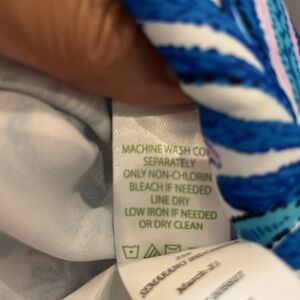 MACHINE WASH CO
SEPARATELY
ONLY NON-CHLORIN
BLEACH IF NEEDED
LINE DRY
LOW IRON IF NEEDED
OR DRY CLEAN